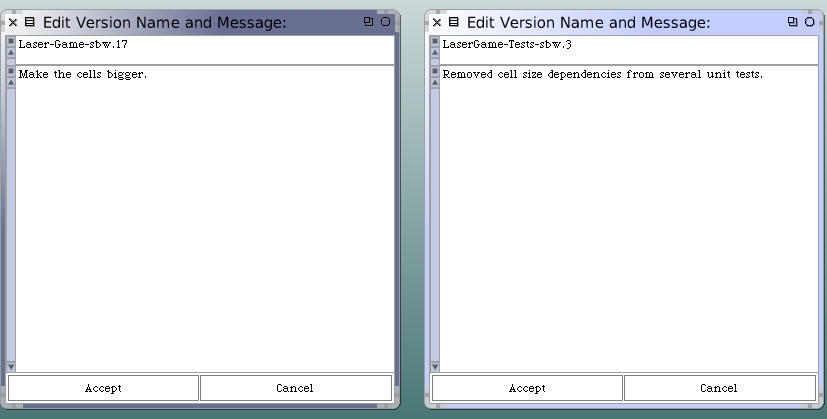 Edit Version Name and Message:
Laser-Game-sbw.17
Make the cells bigger.
Accept
Cancel
Edit Version Name and Message:
LaserGame-Tests-sbw.3
Removed cell size dependencies from several unit tests.
Accept
Cancel